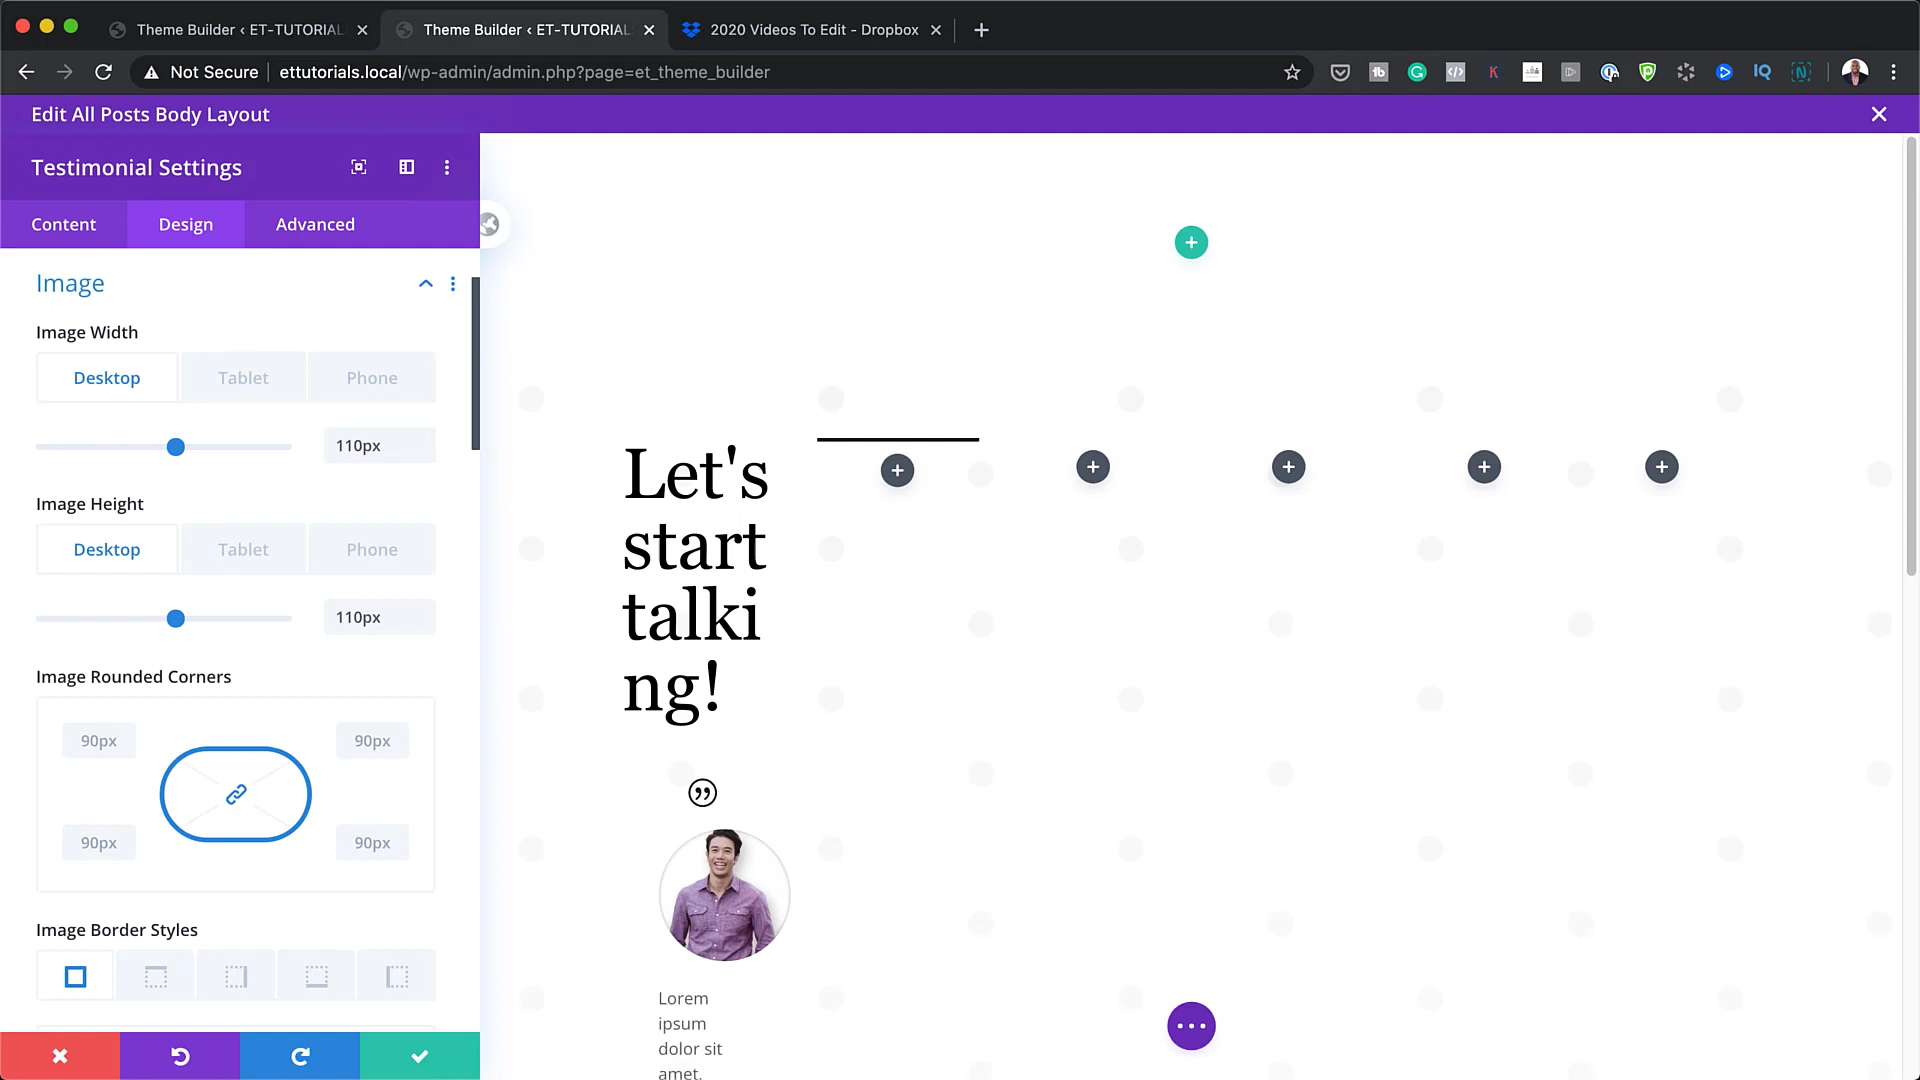 Theme Builder ‹ ET-TUTORIAL
Theme Builder ‹ ET-TUTORIALS
2020 Videos To Edit - Dropbox
Not Secure
ettutorials.local/wp-admin/admin.php?page=et_theme_builder
Edit All Posts Body Layout
Testimonial Settings
Content
Design
Advanced
Image
Image Width
Desktop
Tablet
Phone
110px
Image Height
Desktop
Tablet
Phone
110px
Image Rounded Corners
90px
90px
90px
90px
Image Border Styles
Let's
start
talki
ng!
Lorem
ipsum
dolor sit
amet.